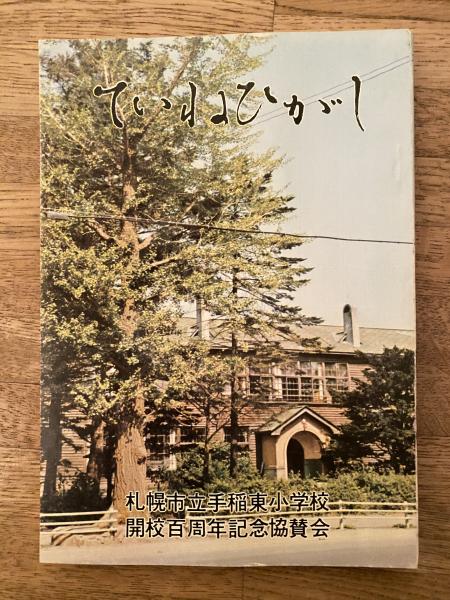 ていねひがし
札幌市立手稲東小学校
開校百周年記念協賛会